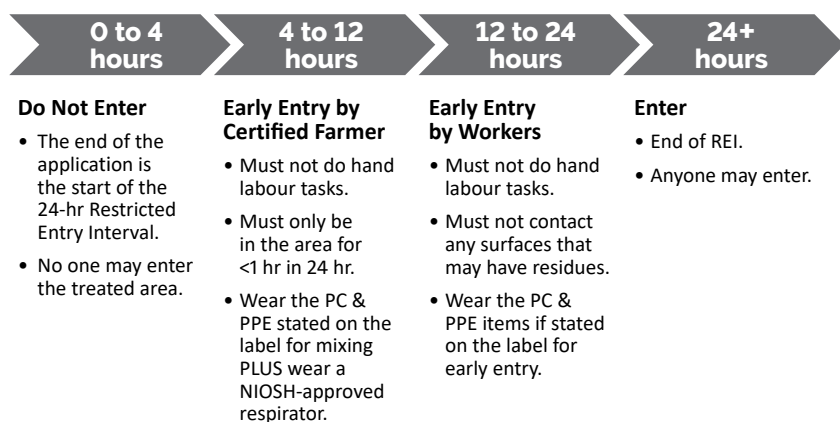 0 to 4
hours
4 to 12
hours
12 to 24
hours
24+
hours
Do Not Enter
• The end of the
application is
the start of the
24-hr Restricted
Entry Interval.
• No one may enter
the treated area.
Early Entry by
Certified Farmer
• Must not do hand
labour tasks.
• Must only be
in the area for
<1 hr in 24 hr.
• Wear the PC &
PPE stated on the
label for mixing
PLUS wear a
NIOSH-approved
respirator.
Early Entry
by Workers
• Must not do hand
labour tasks.
• Must not contact
any surfaces that
may have residues.
• Wear the PC &
PPE items if stated
on the label for
early entry.
Enter
• End of REI.
• Anyone may enter.